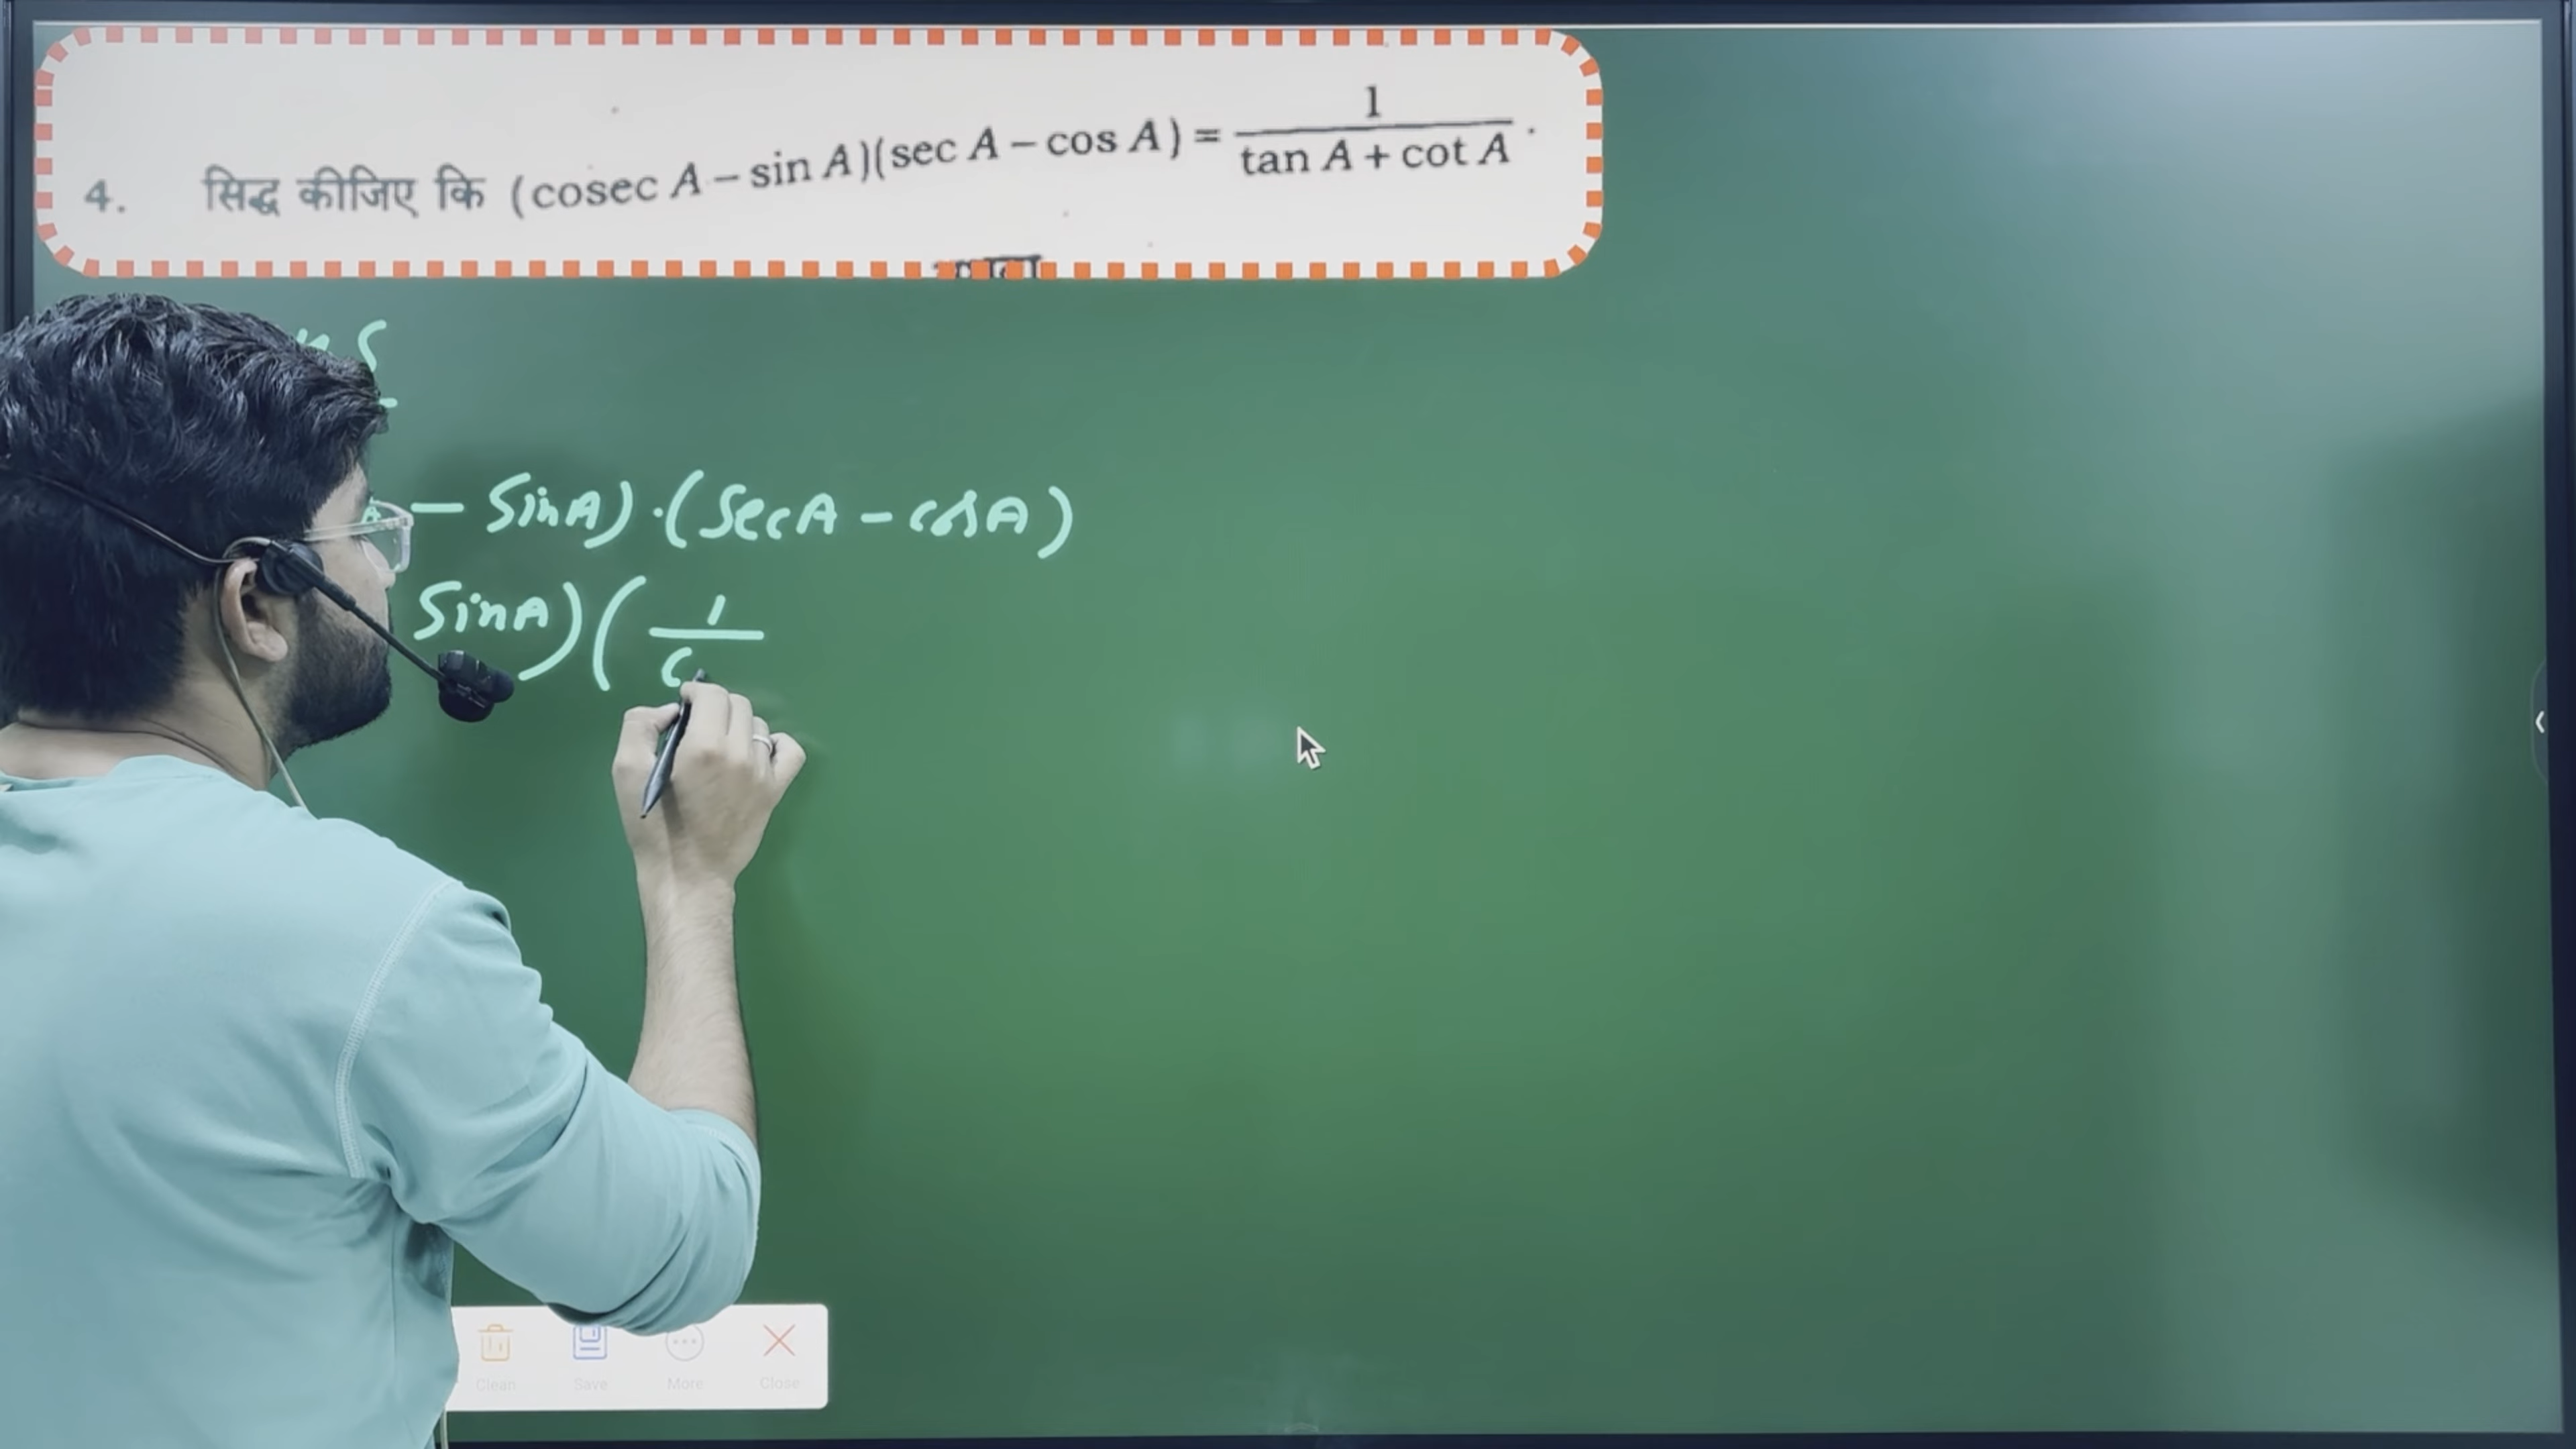 4. सिद्ध कीजिए कि (cosec A – sin A)(sec A – cos A) = 1 / (tan A + cot A) .
A – SinA) · (SecA – cosA)
SinA) ( 1
Clean Save More Close